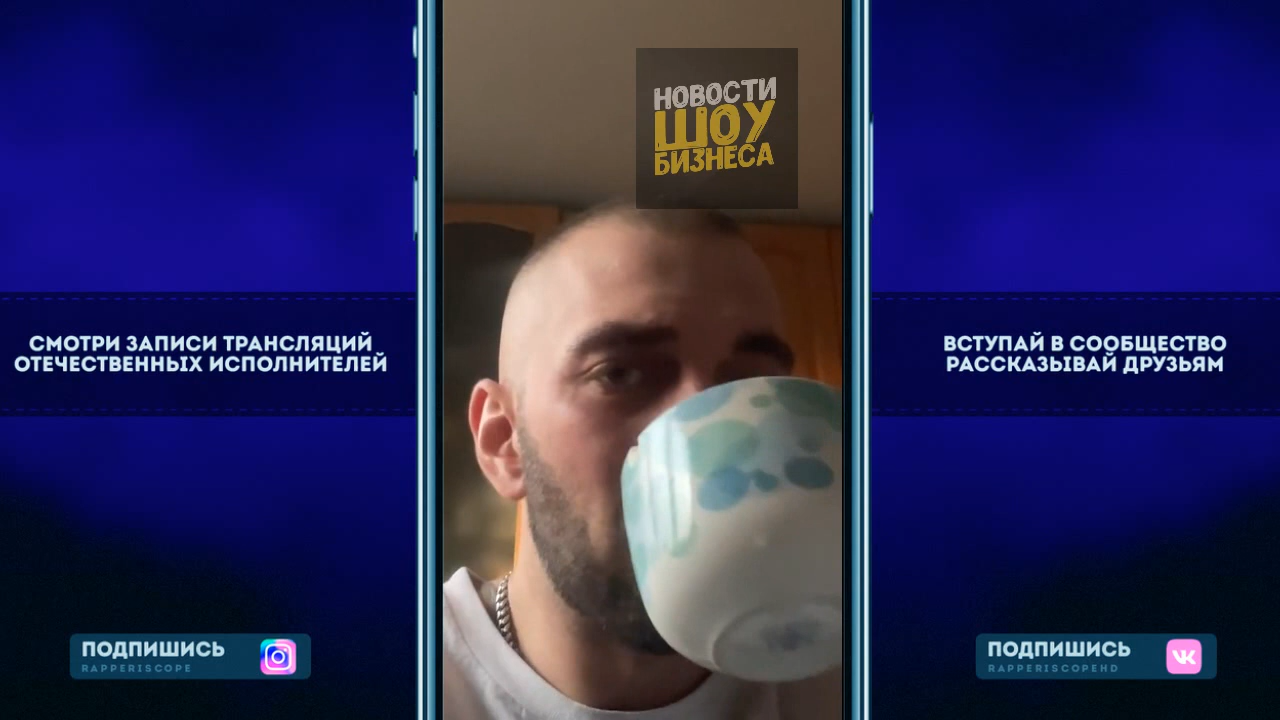 НОВОСТИ
ШОУ
БИЗНЕСА
СМОТРИ ЗАПИСИ ТРАНСЛЯЦИЙ
ОТЕЧЕСТВЕННЫХ ИСПОЛНИТЕЛЕЙ
ВСТУПАЙ В СООБЩЕСТВО
РАССКАЗЫВАЙ ДРУЗЬЯМ
ПОДПИШИСЬ
RAPPERISCOPE
ПОДПИШИСЬ
RAPPERISCOPEHD